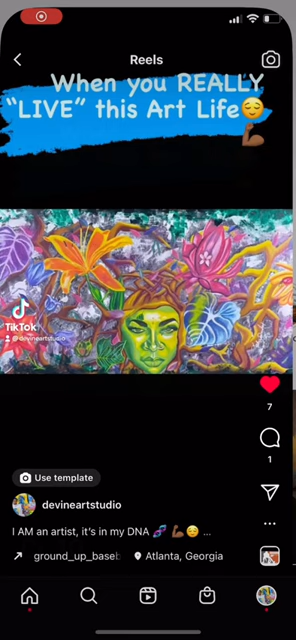 Reels
When you REALLY
"LIVE" this Art Life😌
💪🏾
TikTok
@devineartstudio
7
1
Use template
devineartstudio
I AM an artist, it's in my DNA 🧬 💪🏾😌 ...
ground_up_baseb
Atlanta, Georgia